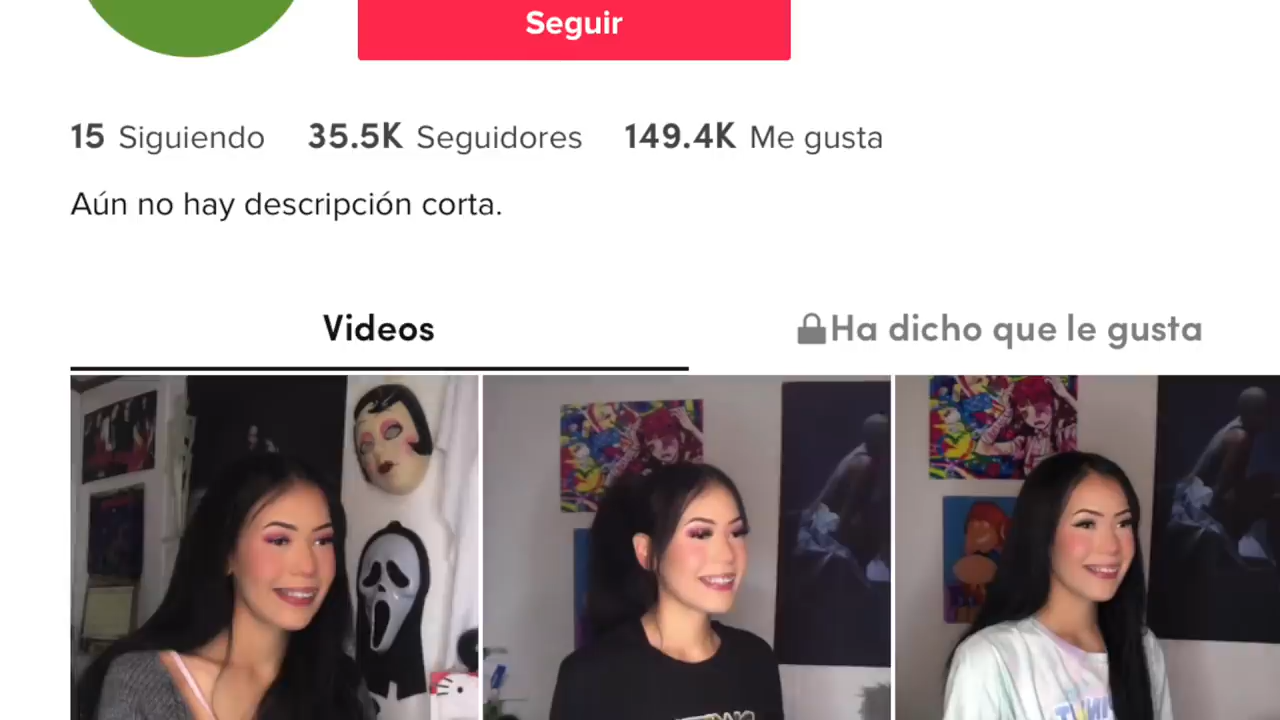 Seguir
15 Siguiendo 35.5K Seguidores 149.4K Me gusta
Aún no hay descripción corta.
Videos Ha dicho que le gusta